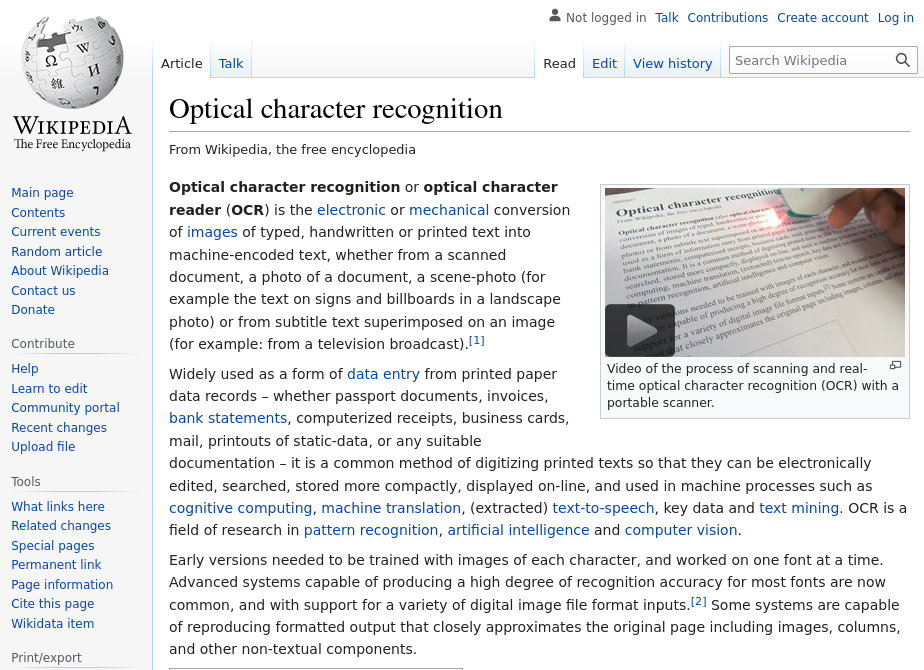 Not logged in Talk Contributions Create account Log in
Article Talk Read Edit View history Search Wikipedia
WIKIPEDIA
The Free Encyclopedia
Main page
Contents
Current events
Random article
About Wikipedia
Contact us
Donate
Contribute
Help
Learn to edit
Community portal
Recent changes
Upload file
Tools
What links here
Related changes
Special pages
Permanent link
Page information
Cite this page
Wikidata item
Print/export
Optical character recognition
From Wikipedia, the free encyclopedia
Optical character recognition or optical character
reader (OCR) is the electronic or mechanical conversion
of images of typed, handwritten or printed text into
machine-encoded text, whether from a scanned
document, a photo of a document, a scene-photo (for
example the text on signs and billboards in a landscape
photo) or from subtitle text superimposed on an image
(for example: from a television broadcast).[1]
Optical character recognition
Video of the process of scanning and real-
time optical character recognition (OCR) with a
portable scanner.
Widely used as a form of data entry from printed paper
data records – whether passport documents, invoices,
bank statements, computerized receipts, business cards,
mail, printouts of static-data, or any suitable
documentation – it is a common method of digitizing printed texts so that they can be electronically
edited, searched, stored more compactly, displayed on-line, and used in machine processes such as
cognitive computing, machine translation, (extracted) text-to-speech, key data and text mining. OCR is a
field of research in pattern recognition, artificial intelligence and computer vision.
Early versions needed to be trained with images of each character, and worked on one font at a time.
Advanced systems capable of producing a high degree of recognition accuracy for most fonts are now
common, and with support for a variety of digital image file format inputs.[2] Some systems are capable
of reproducing formatted output that closely approximates the original page including images, columns,
and other non-textual components.